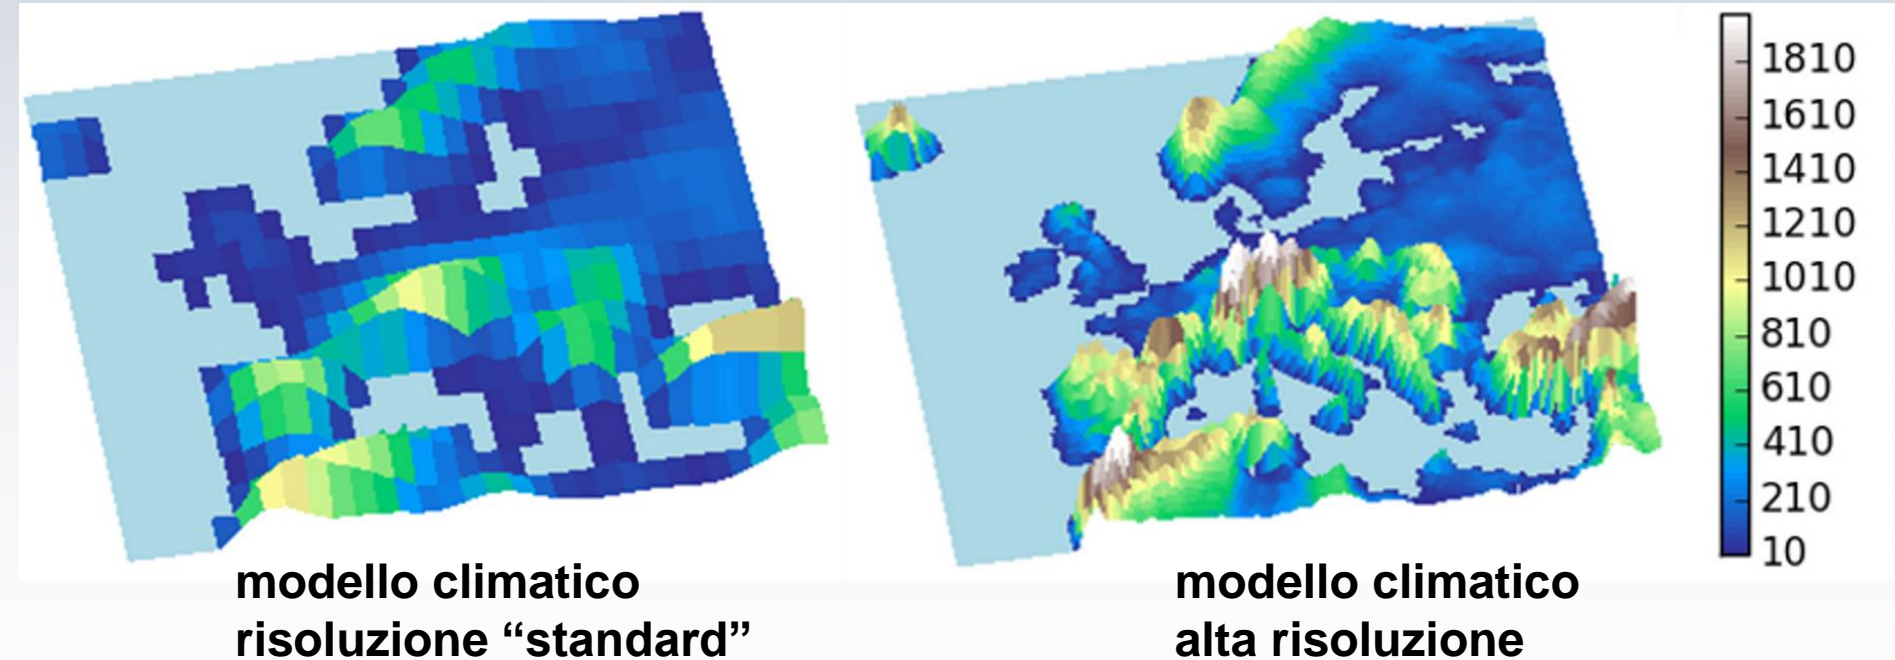 1810
1610
1410
1210
1010
810
610
410
210
10
modello climatico
risoluzione “standard”
modello climatico
alta risoluzione